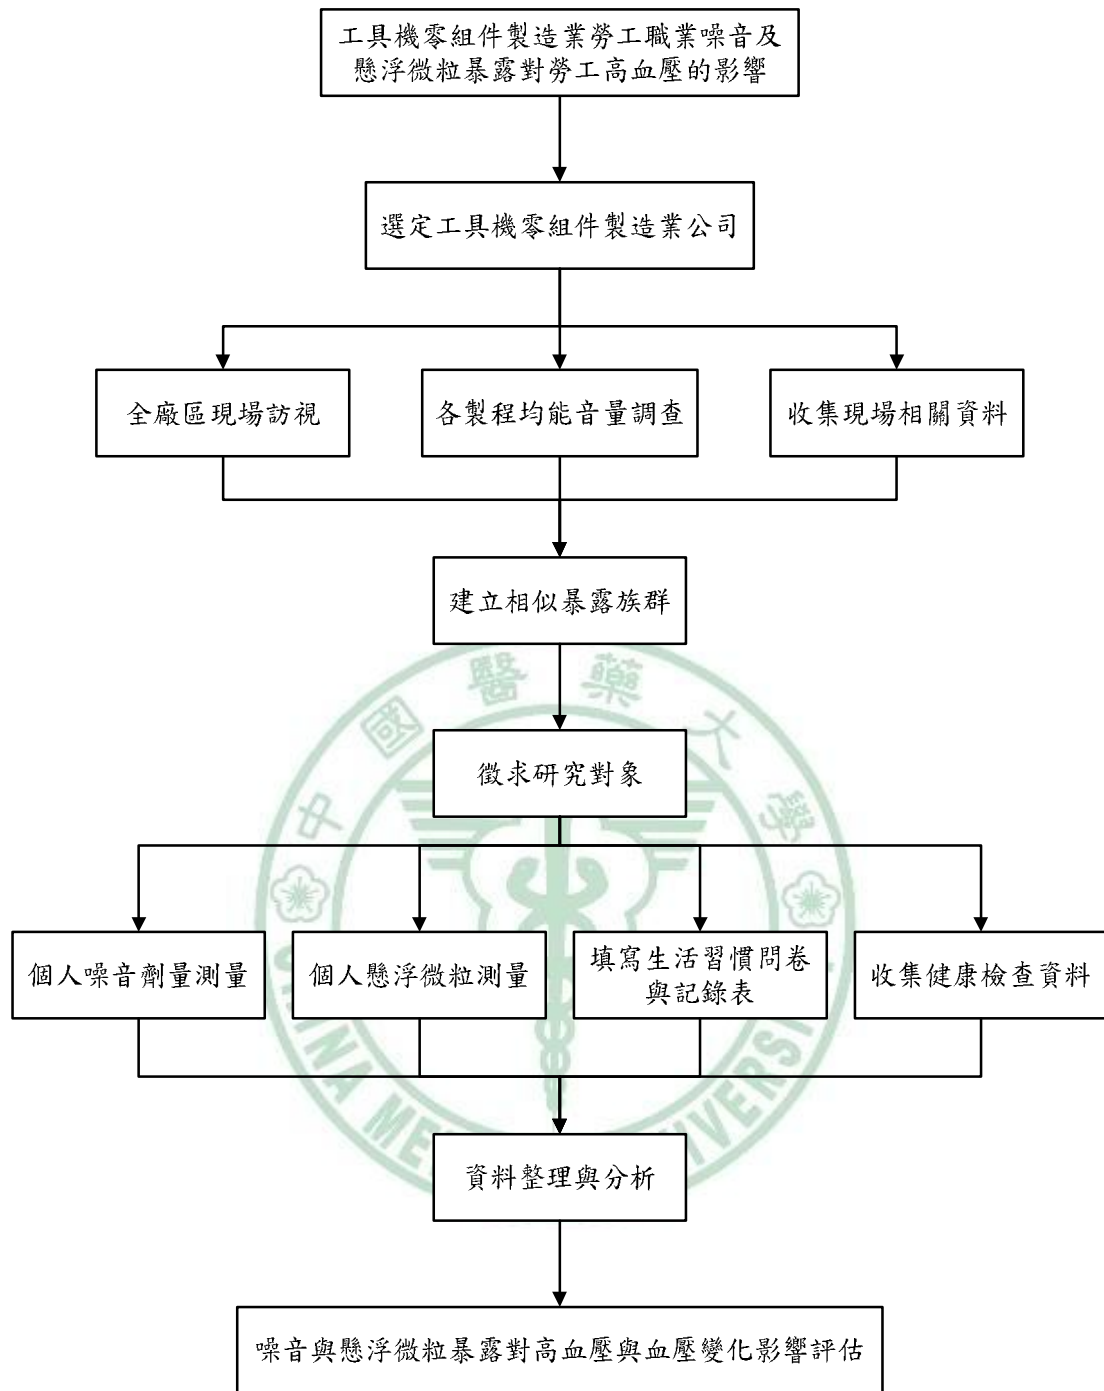 工具機零組件製造業勞工職業噪音及
懸浮微粒暴露對勞工高血壓的影響
選定工具機零組件製造業公司
全廠區現場訪視
各製程均能音量調查
收集現場相關資料
建立相似暴露族群
中國醫藥大學
徵求研究對象
個人噪音劑量測量
個人懸浮微粒測量
填寫生活習慣問卷
與記錄表
收集健康檢查資料
資料整理與分析
噪音與懸浮微粒暴露對高血壓與血壓變化影響評估